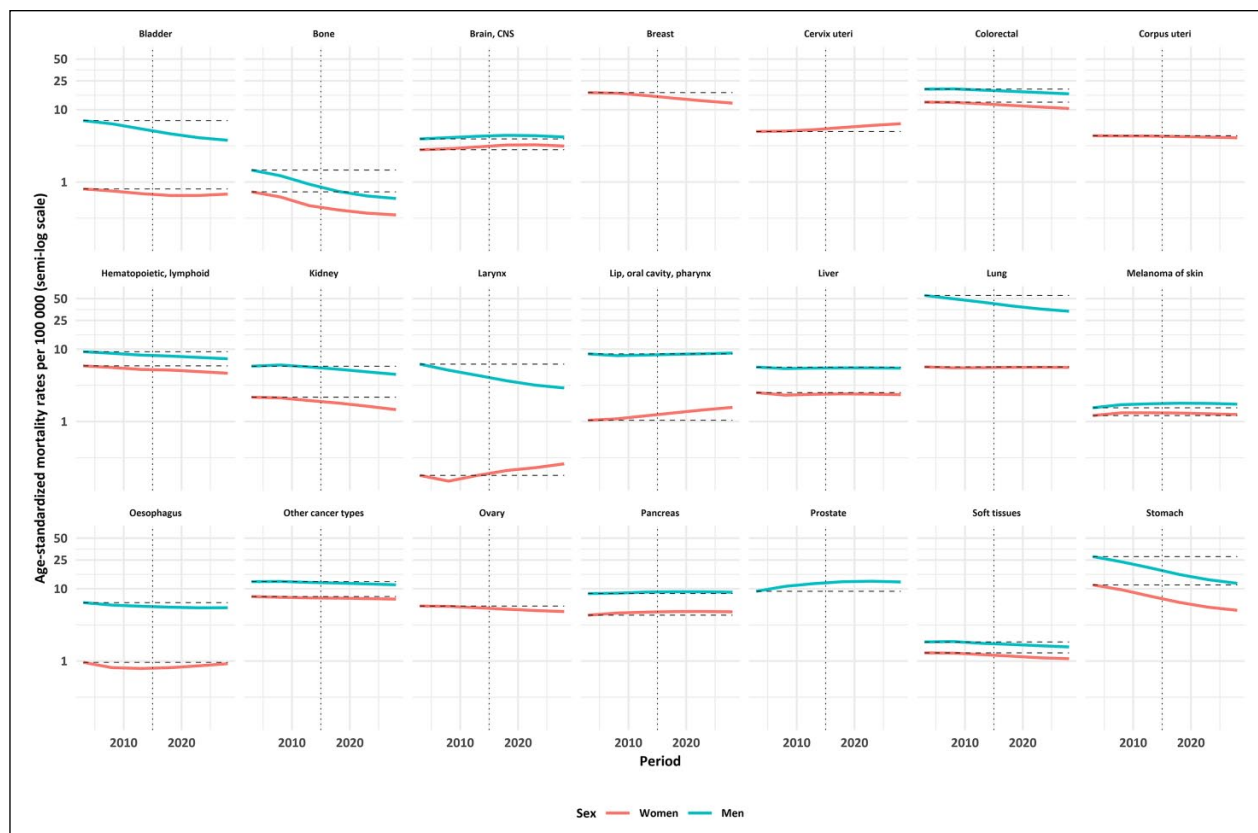 Bladder Bone Brain, CNS Breast Cervix uteri Colorectal Corpus uteri
50
25
10
1
Hematopoietic, lymphoid Kidney Larynx Lip, oral cavity, pharynx Liver Lung Melanoma of skin
50
25
10
1
Oesophagus Other cancer types Ovary Pancreas Prostate Soft tissues Stomach
50
25
10
1
Age-standardized mortality rates per 100 000 (semi-log scale)
2010 2020 2010 2020 2010 2020 2010 2020 2010 2020 2010 2020 2010 2020
Period
Sex Women Men